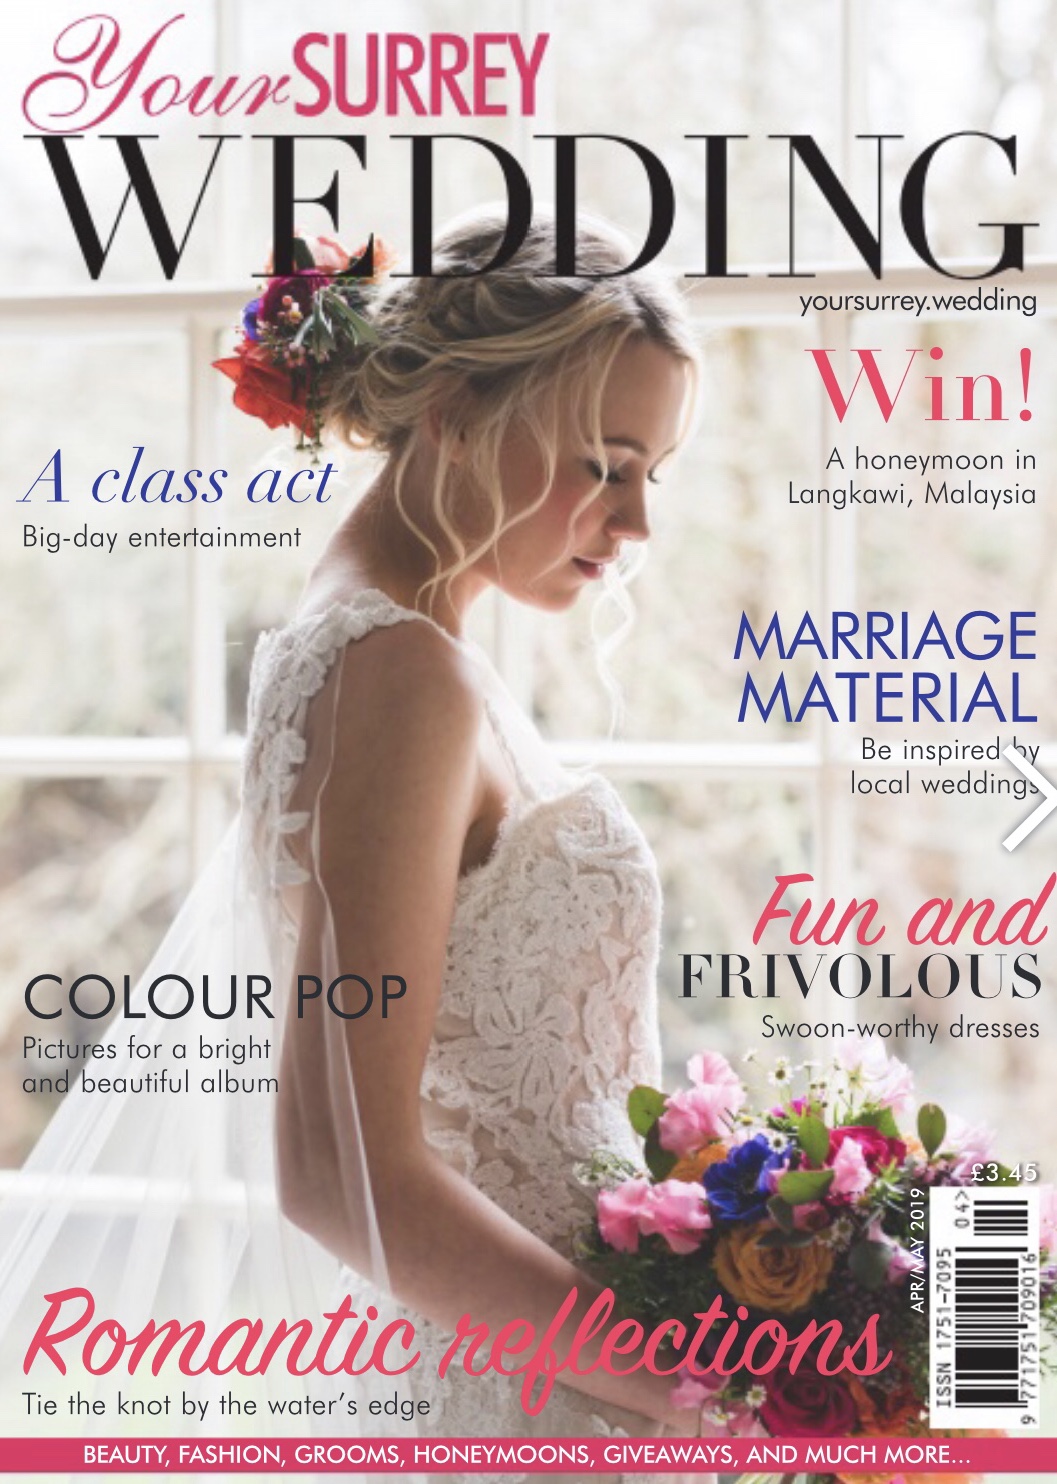 Your SURREY
WEDDING
yoursurrey.wedding
Win!
A honeymoon in
Langkawi, Malaysia
A class act
Big-day entertainment
MARRIAGE
MATERIAL
Be inspired by
local weddings
Fun and
FRIVOLOUS
Swoon-worthy dresses
COLOUR POP
Pictures for a bright
and beautiful album
£3.45
APR/MAY 2019
04>
ISSN 1751-7095
9 771751 709016
Romantic reflections
Tie the knot by the water's edge
BEAUTY, FASHION, GROOMS, HONEYMOONS, GIVEAWAYS, AND MUCH MORE...